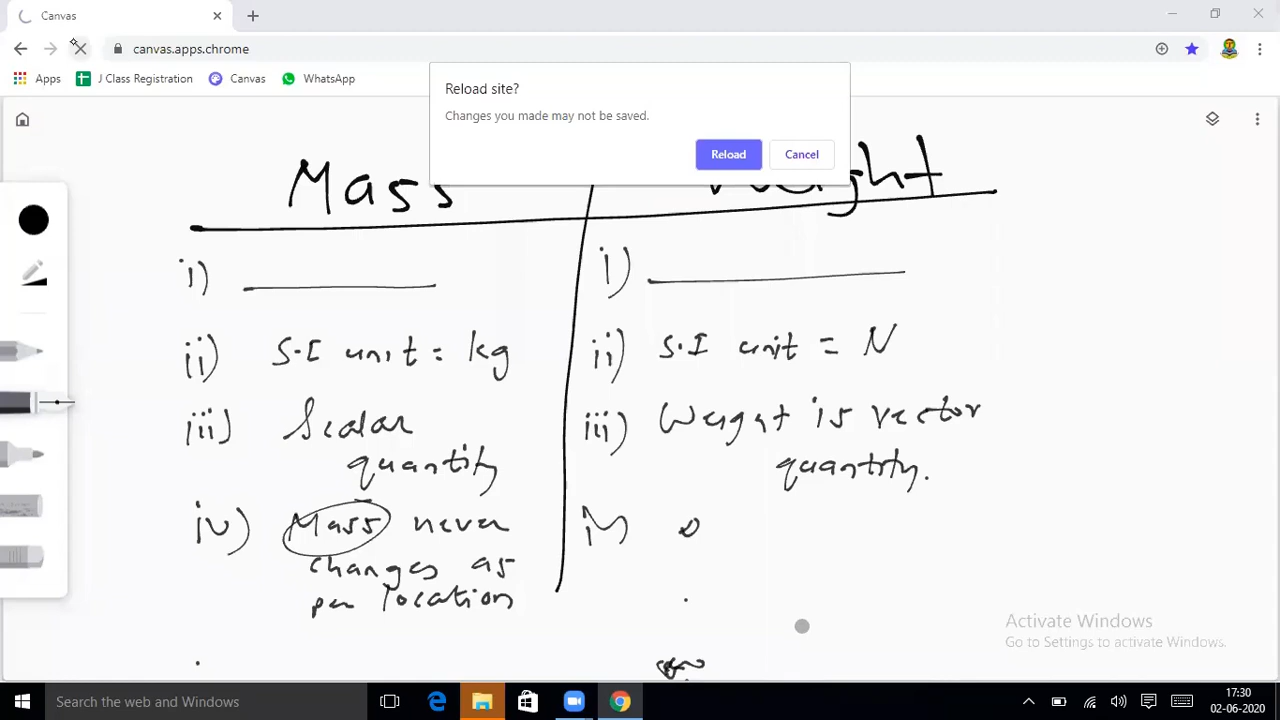 Canvas
canvas.apps.chrome
Apps
J Class Registration
Canvas
WhatsApp
Reload site?
Changes you made may not be saved.
Reload Cancel
Mass
i)
i)
ii) S.I unit = kg
ii) S.I unit = N
iii) Scalar
quantity
iii) Weight is vector
quantity.
iv) Mass never
changes as
per location
iv)
Activate Windows
Go to Settings to activate Windows.
Search the web and Windows
17:30
02-06-2020